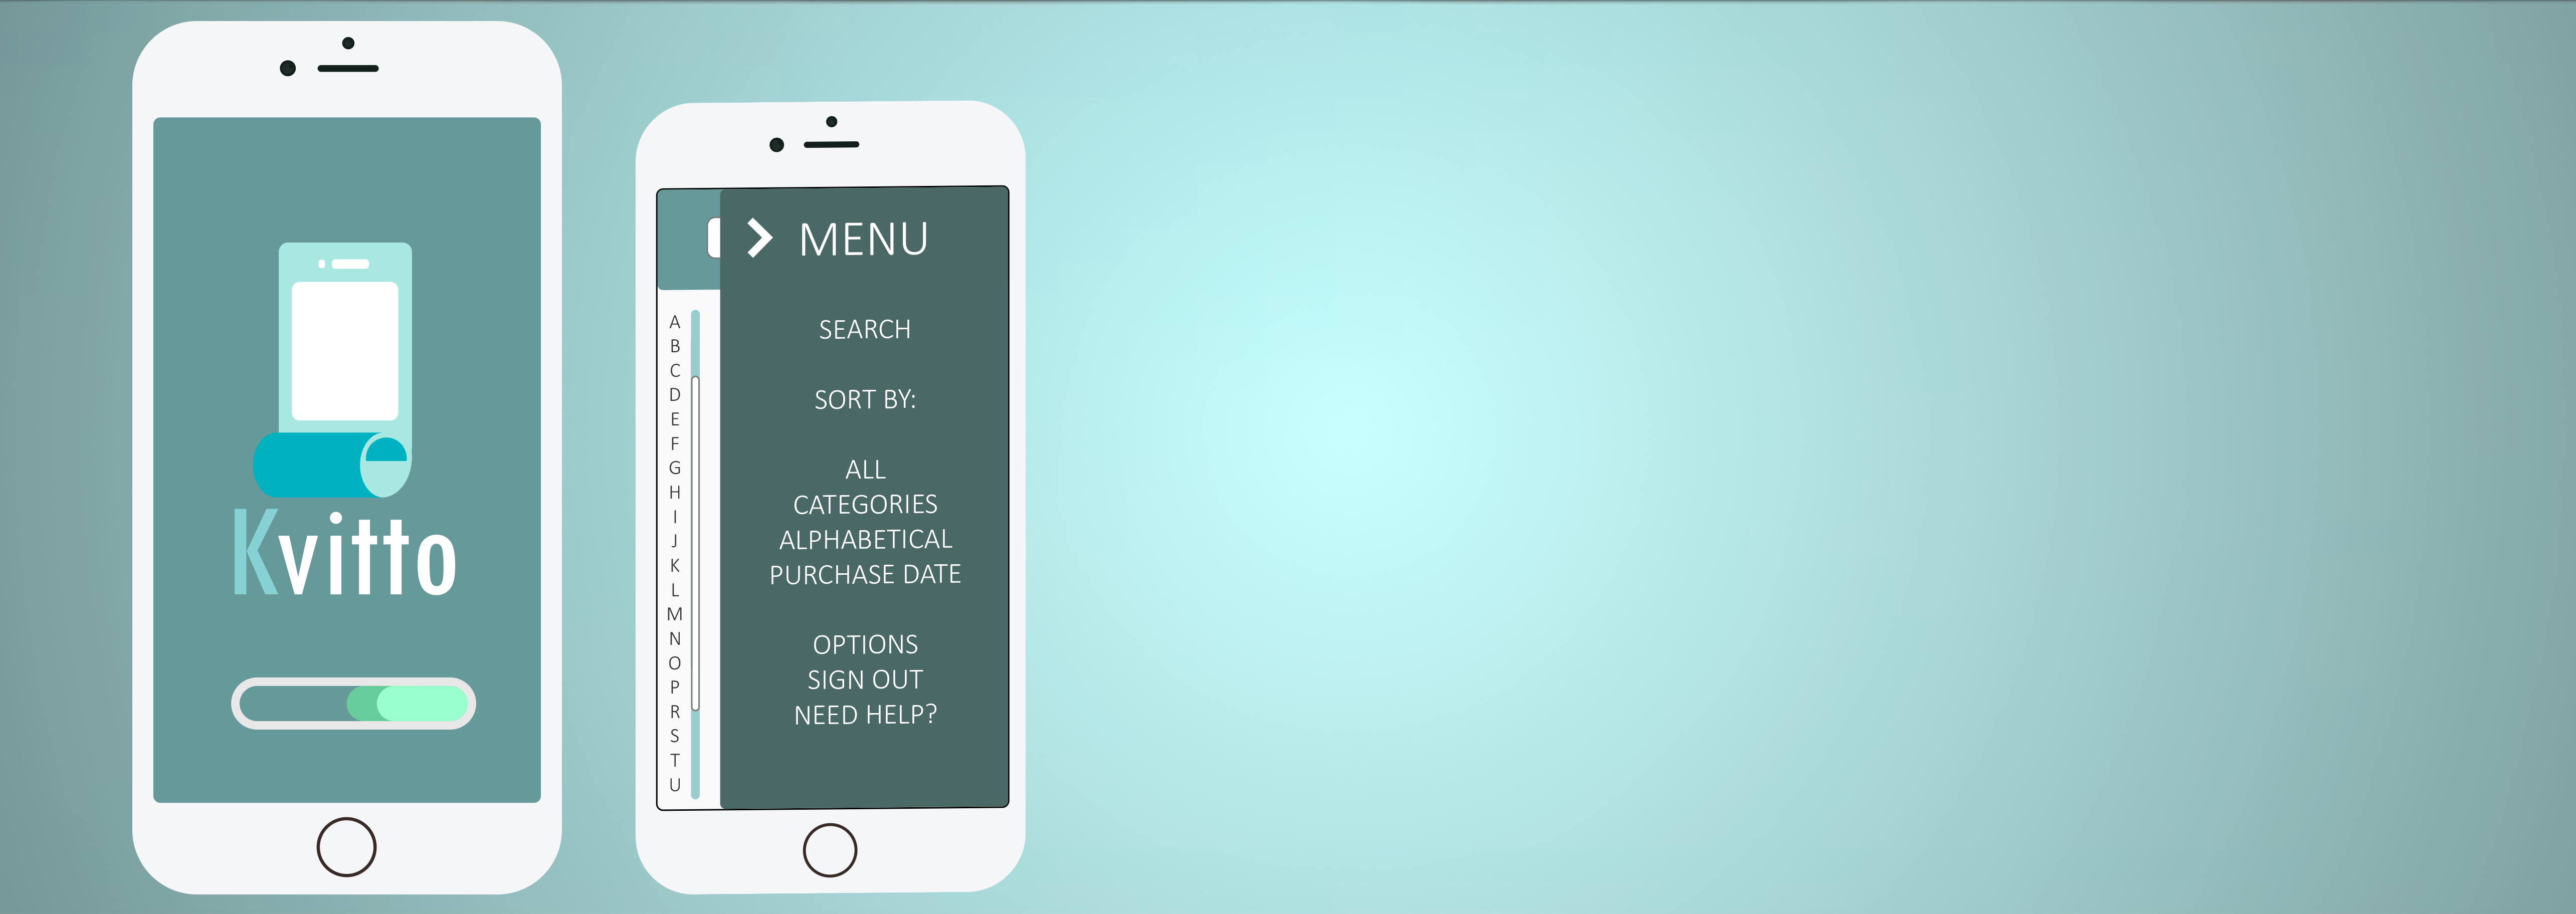 Kvitto
MENU
SEARCH
SORT BY:
ALL
CATEGORIES
ALPHABETICAL
PURCHASE DATE
OPTIONS
SIGN OUT
NEED HELP?
A
B
C
D
E
F
G
H
I
J
K
L
M
N
O
P
R
S
T
U